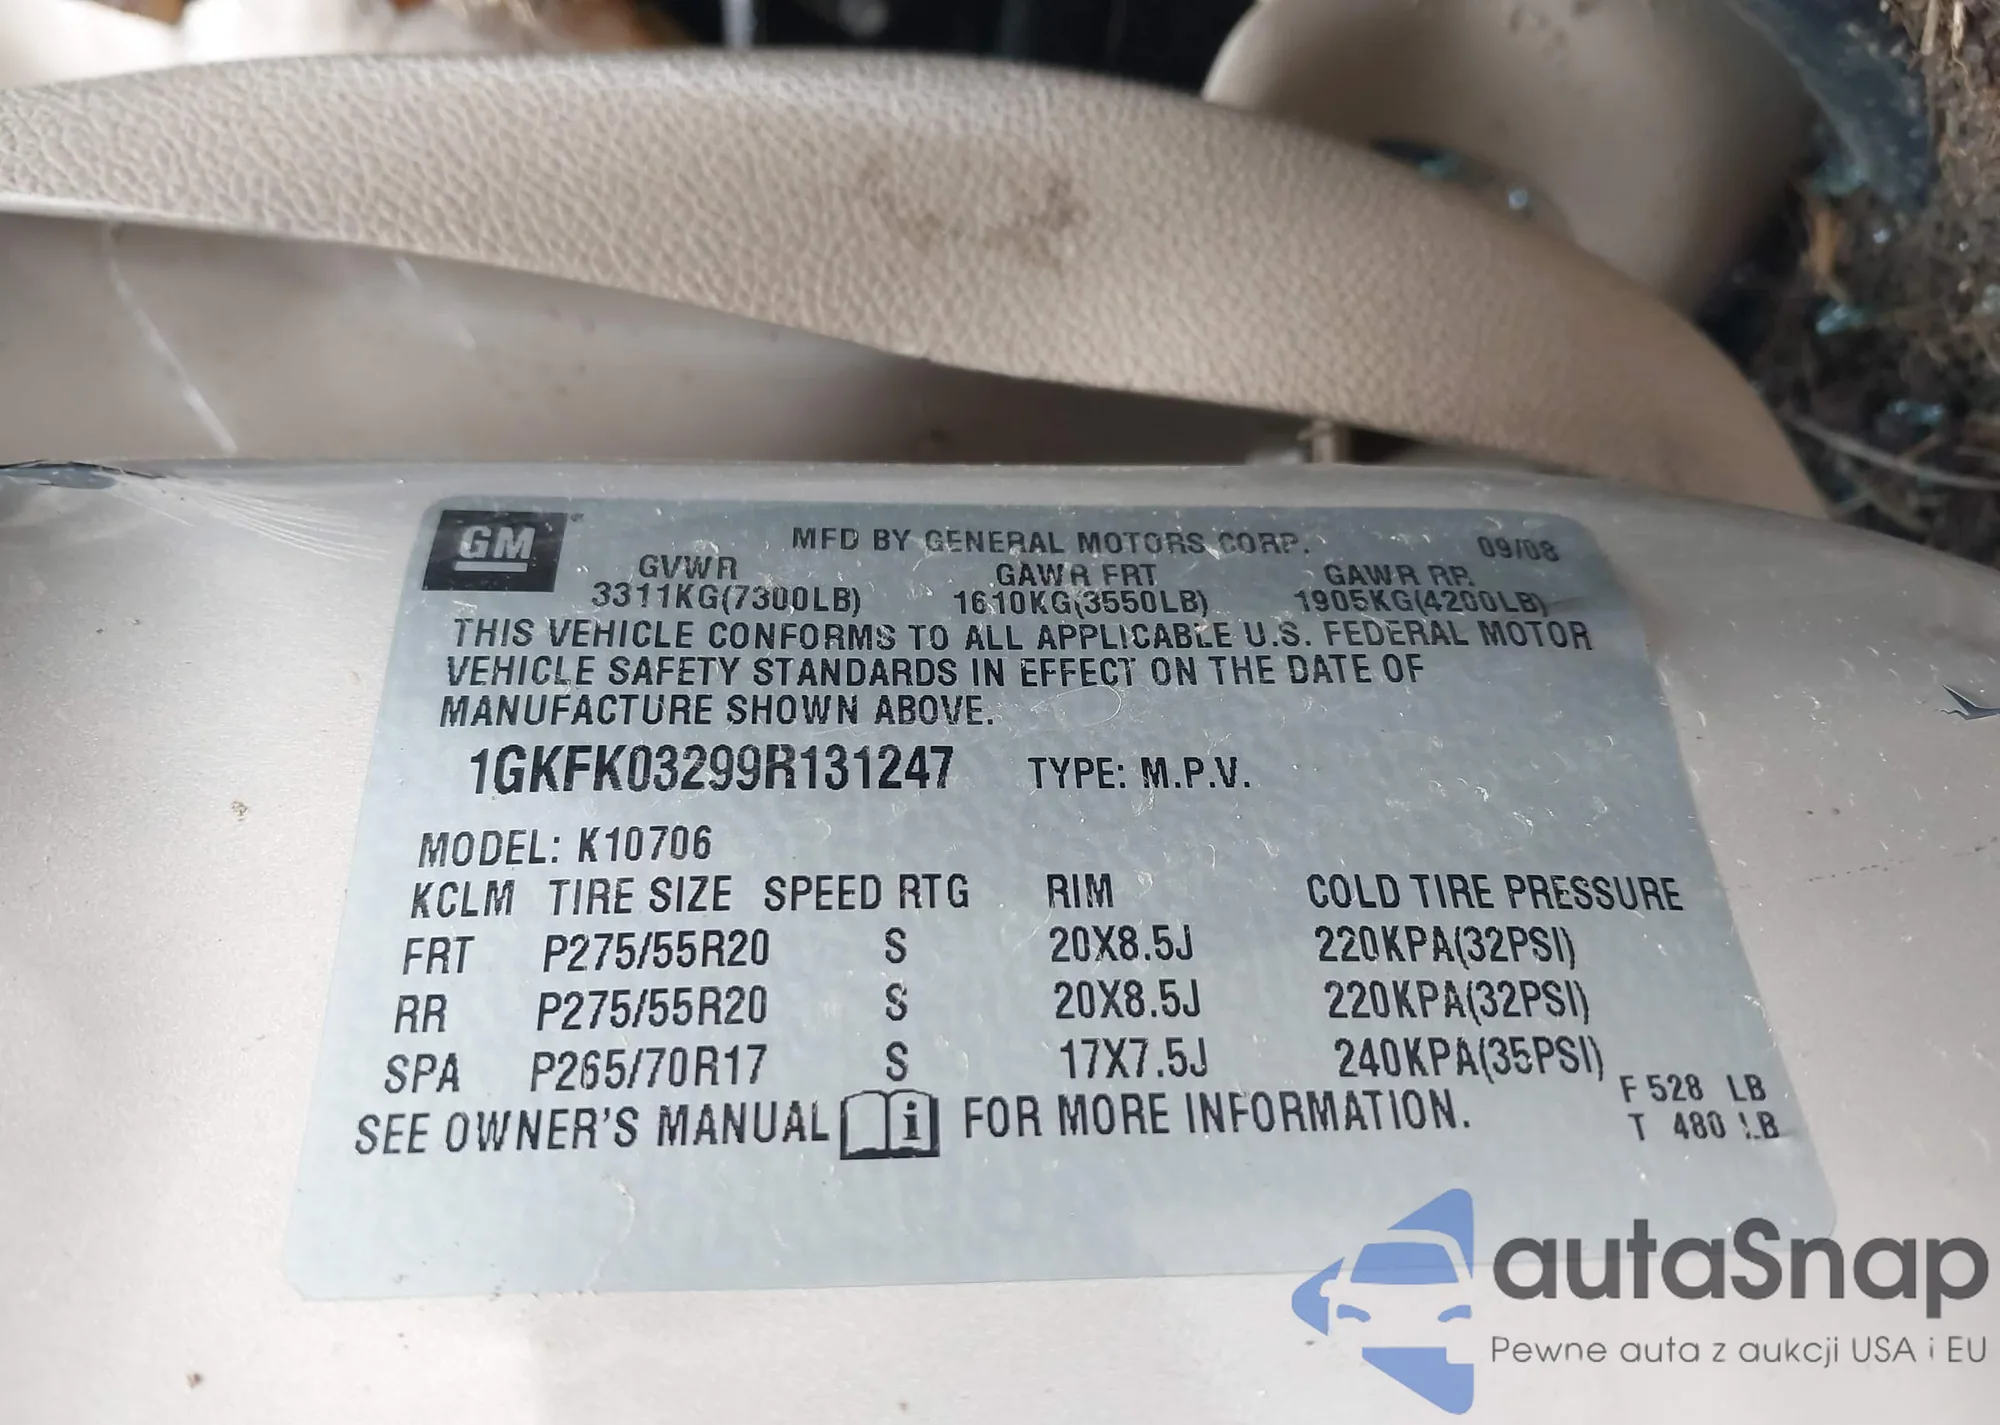 GM
MFD BY GENERAL MOTORS CORP. 09/08
GVWR GAWR FRT GAWR RR
3311KG(7300LB) 1610KG(3550LB) 1905KG(4200LB)
THIS VEHICLE CONFORMS TO ALL APPLICABLE U.S. FEDERAL MOTOR
VEHICLE SAFETY STANDARDS IN EFFECT ON THE DATE OF
MANUFACTURE SHOWN ABOVE.
1GKFK03299R131247 TYPE: M.P.V.
MODEL: K10706
KCLM TIRE SIZE SPEED RTG RIM COLD TIRE PRESSURE
FRT P275/55R20 S 20X8.5J 220KPA(32PSI)
RR P275/55R20 S 20X8.5J 220KPA(32PSI)
SPA P265/70R17 S 17X7.5J 240KPA(35PSI)
F 528 LB
SEE OWNER'S MANUAL i FOR MORE INFORMATION.
T 480 LB
autaSnap
Pewne auta z aukcji USA i EU